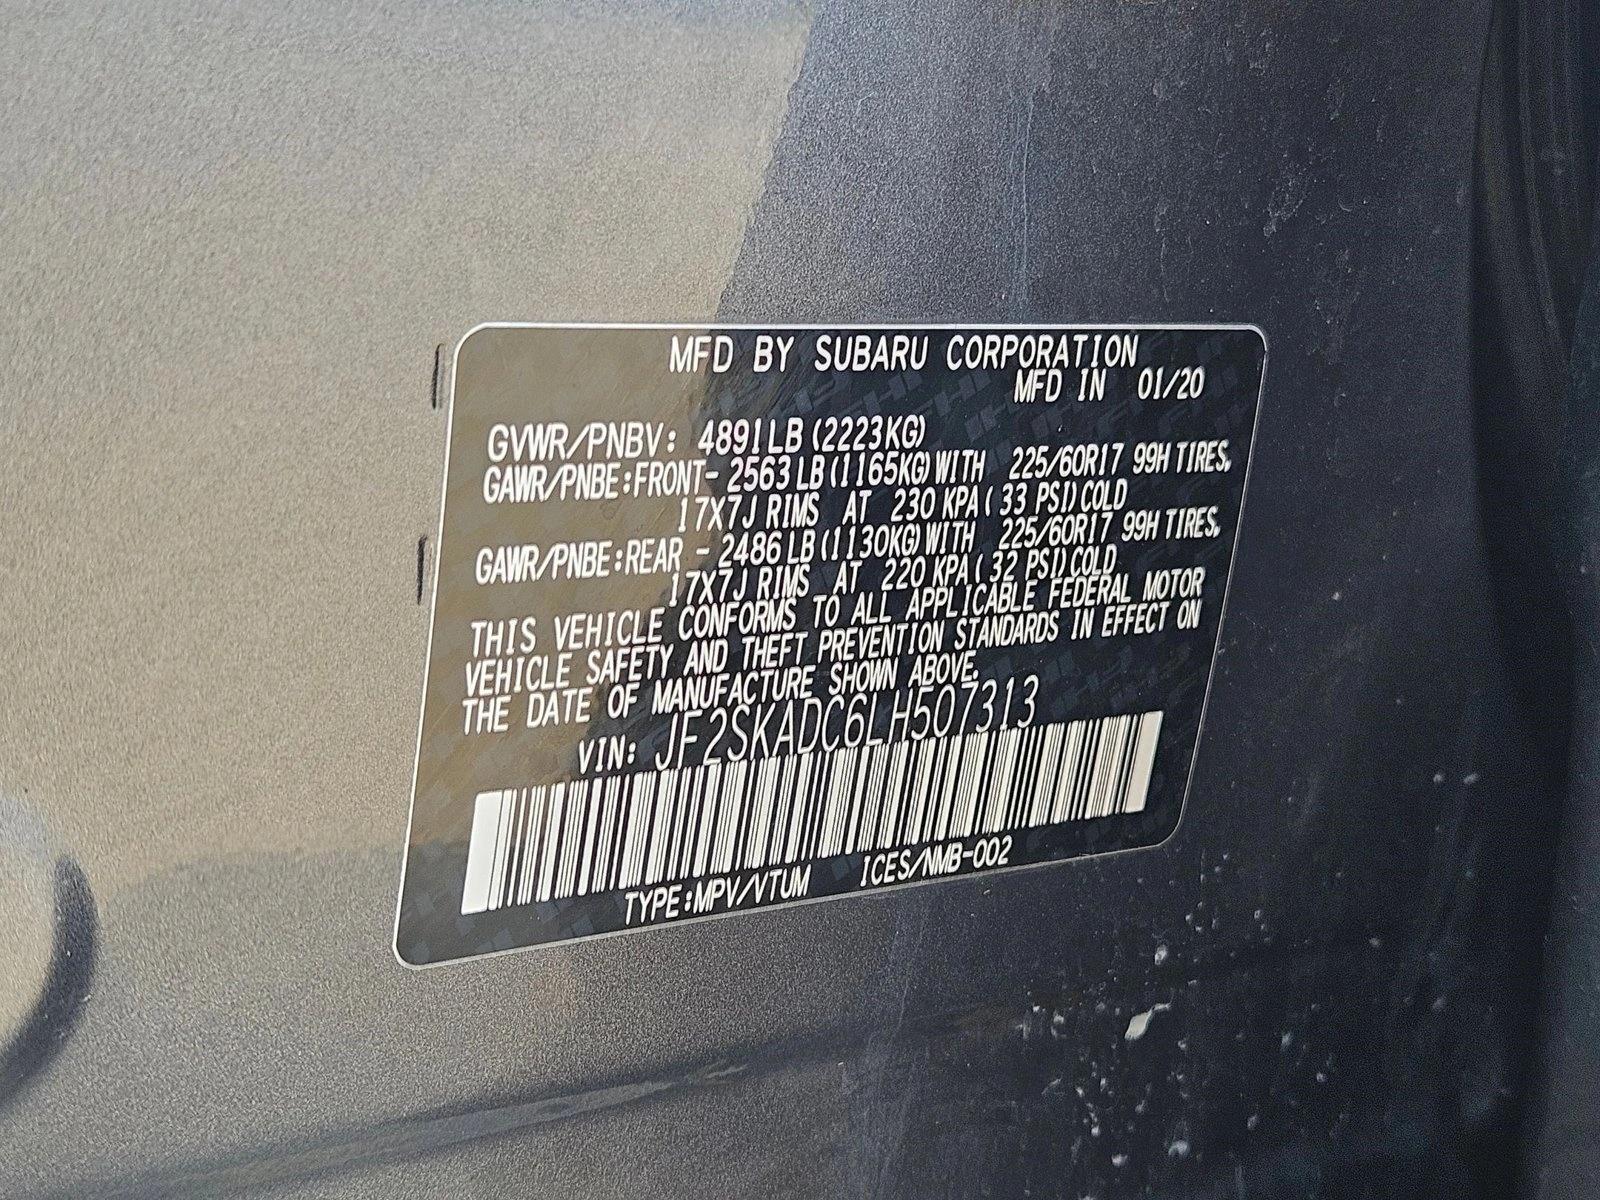 MFD BY SUBARU CORPORATION
MFD IN 01/20
GVWR/PNBV: 4891LB (2223KG)
GAWR/PNBE:FRONT- 2563 LB (1165KG) WITH 225/60R17 99H TIRES,
17X7J RIMS AT 230 KPA ( 33 PSI) COLD
GAWR/PNBE:REAR - 2486 LB (1130KG) WITH 225/60R17 99H TIRES,
17X7J RIMS AT 220 KPA ( 32 PSI) COLD
THIS VEHICLE CONFORMS TO ALL APPLICABLE FEDERAL MOTOR
VEHICLE SAFETY AND THEFT PREVENTION STANDARDS IN EFFECT ON
THE DATE OF MANUFACTURE SHOWN ABOVE.
VIN: JF2SKADC6LH507313
TYPE:MPV/VTUM ICES/NMB-002